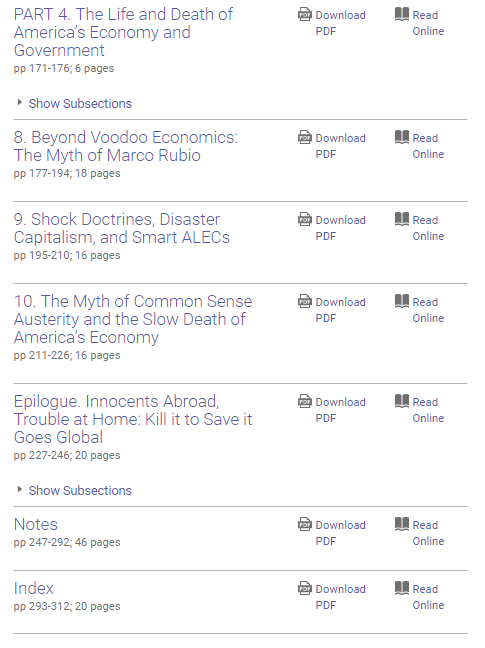 PART 4. The Life and Death of
America's Economy and
Government
pp 171-176; 6 pages
Download
PDF
Read
Online
Show Subsections
8. Beyond Voodoo Economics:
The Myth of Marco Rubio
pp 177-194; 18 pages
Download
PDF
Read
Online
9. Shock Doctrines, Disaster
Capitalism, and Smart ALECs
pp 195-210; 16 pages
Download
PDF
Read
Online
10. The Myth of Common Sense
Austerity and the Slow Death of
America's Economy
pp 211-226; 16 pages
Download
PDF
Read
Online
Epilogue. Innocents Abroad,
Trouble at Home: Kill it to Save it
Goes Global
pp 227-246; 20 pages
Download
PDF
Read
Online
Show Subsections
Notes
pp 247-292; 46 pages
Download
PDF
Read
Online
Index
pp 293-312; 20 pages
Download
PDF
Read
Online